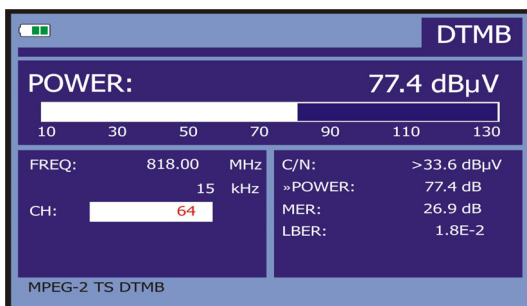 DTMB
POWER: 77.4 dBµV
10 30 50 70 90 110 130
FREQ: 818.00 MHz
15 kHz
CH: 64
C/N: >33.6 dBµV
»POWER: 77.4 dB
MER: 26.9 dB
LBER: 1.8E-2
MPEG-2 TS DTMB